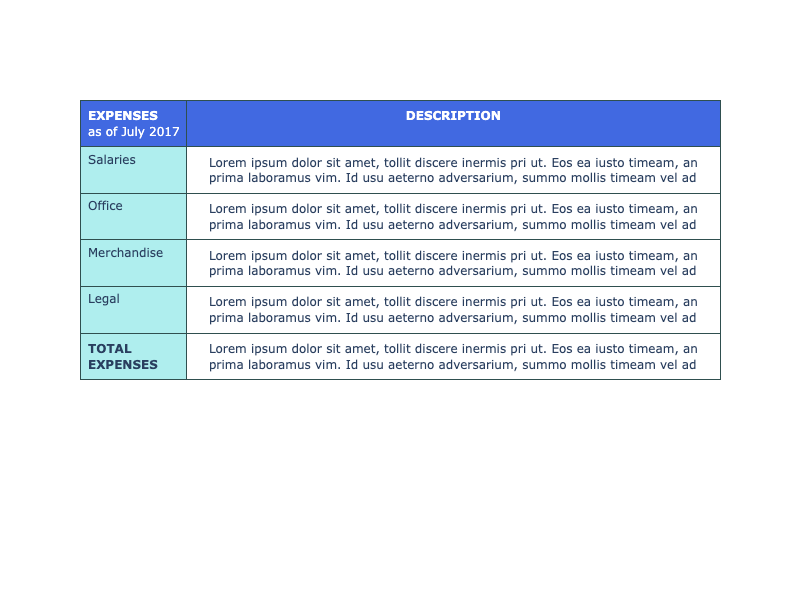 EXPENSES
as of July 2017
DESCRIPTION
Salaries
Lorem ipsum dolor sit amet, tollit discere inermis pri ut. Eos ea iusto timeam, an
prima laboramus vim. Id usu aeterno adversarium, summo mollis timeam vel ad
Office
Lorem ipsum dolor sit amet, tollit discere inermis pri ut. Eos ea iusto timeam, an
prima laboramus vim. Id usu aeterno adversarium, summo mollis timeam vel ad
Merchandise
Lorem ipsum dolor sit amet, tollit discere inermis pri ut. Eos ea iusto timeam, an
prima laboramus vim. Id usu aeterno adversarium, summo mollis timeam vel ad
Legal
Lorem ipsum dolor sit amet, tollit discere inermis pri ut. Eos ea iusto timeam, an
prima laboramus vim. Id usu aeterno adversarium, summo mollis timeam vel ad
TOTAL
EXPENSES
Lorem ipsum dolor sit amet, tollit discere inermis pri ut. Eos ea iusto timeam, an
prima laboramus vim. Id usu aeterno adversarium, summo mollis timeam vel ad